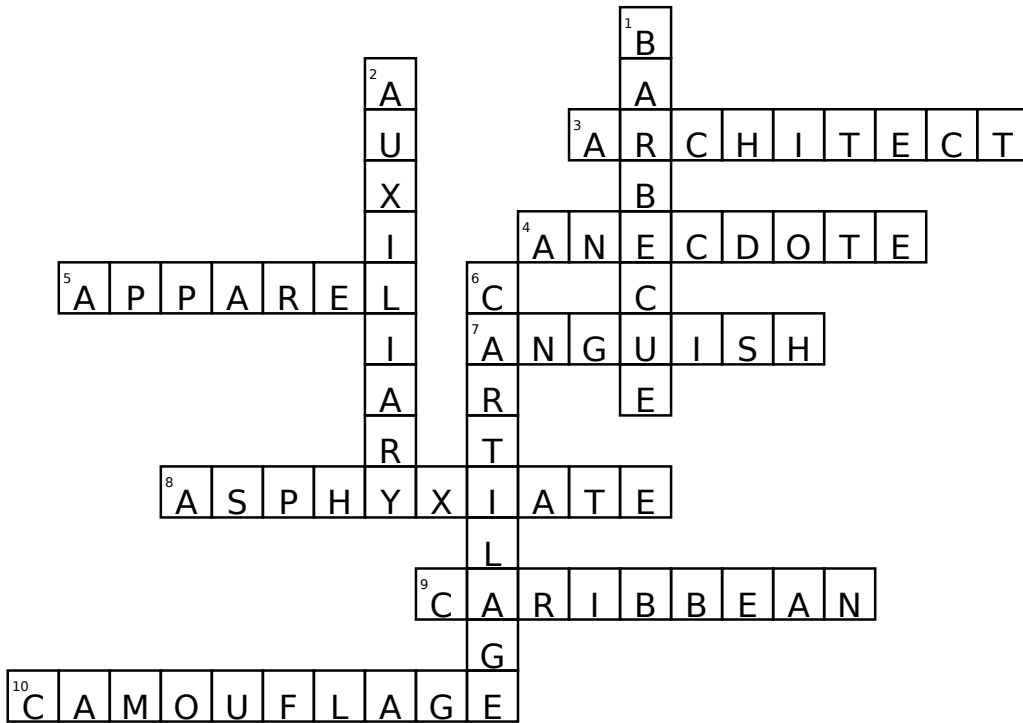 1 BARBECUE
2 AUXILIARY
3 ARCHITECT
4 ANECDOTE
5 APPAREL
6 CARTILAGE
7 ANGUISH
8 ASPHYXIATE
9 CARIBBEAN
10 CAMOUFLAGE